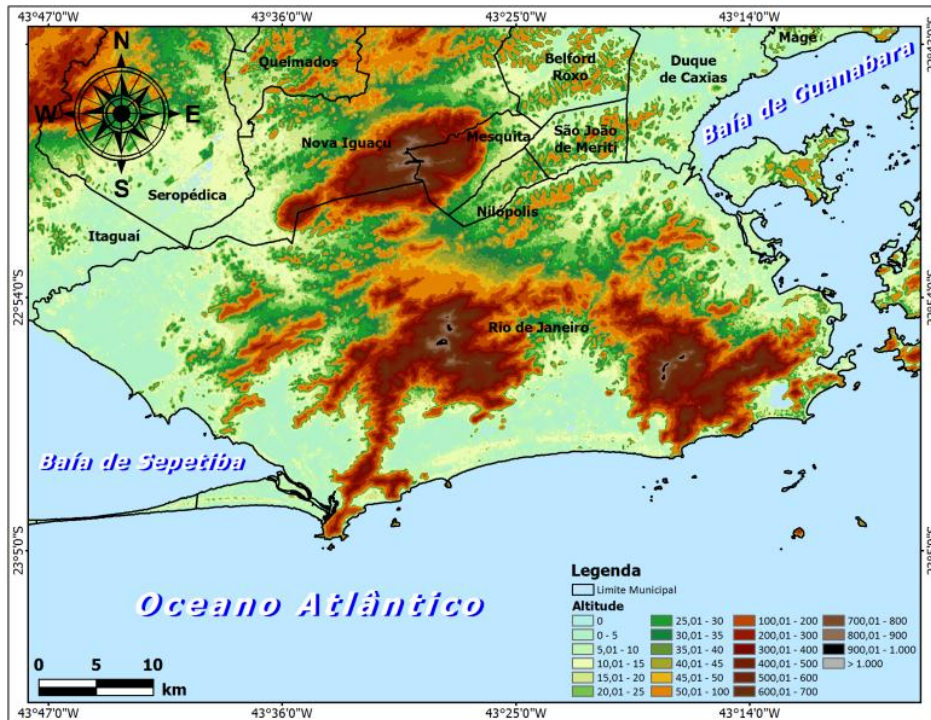 43°47'0"W
43°36'0"W
43°25'0"W
43°14'0"W
N
W
E
S
Queimados
Belford
Roxo
Duque
de Caxias
Magé
Baía de Guanabara
Nova Iguaçu
Mesquita
São João
de Meriti
Seropédica
Nilópolis
Itaguaí
22°54'0"S
22°54'0"S
Rio de Janeiro
Baía de Sepetiba
23°5'0"S
Oceano Atlântico
0 5 10
km
Legenda
Limite Municipal
Altitude
0
0 - 5
5,01 - 10
10,01 - 15
15,01 - 20
20,01 - 25
25,01 - 30
30,01 - 35
35,01 - 40
40,01 - 45
45,01 - 50
50,01 - 100
100,01 - 200
200,01 - 300
300,01 - 400
400,01 - 500
500,01 - 600
600,01 - 700
700,01 - 800
800,01 - 900
900,01 - 1.000
> 1.000
43°47'0"W
43°36'0"W
43°25'0"W
43°14'0"W